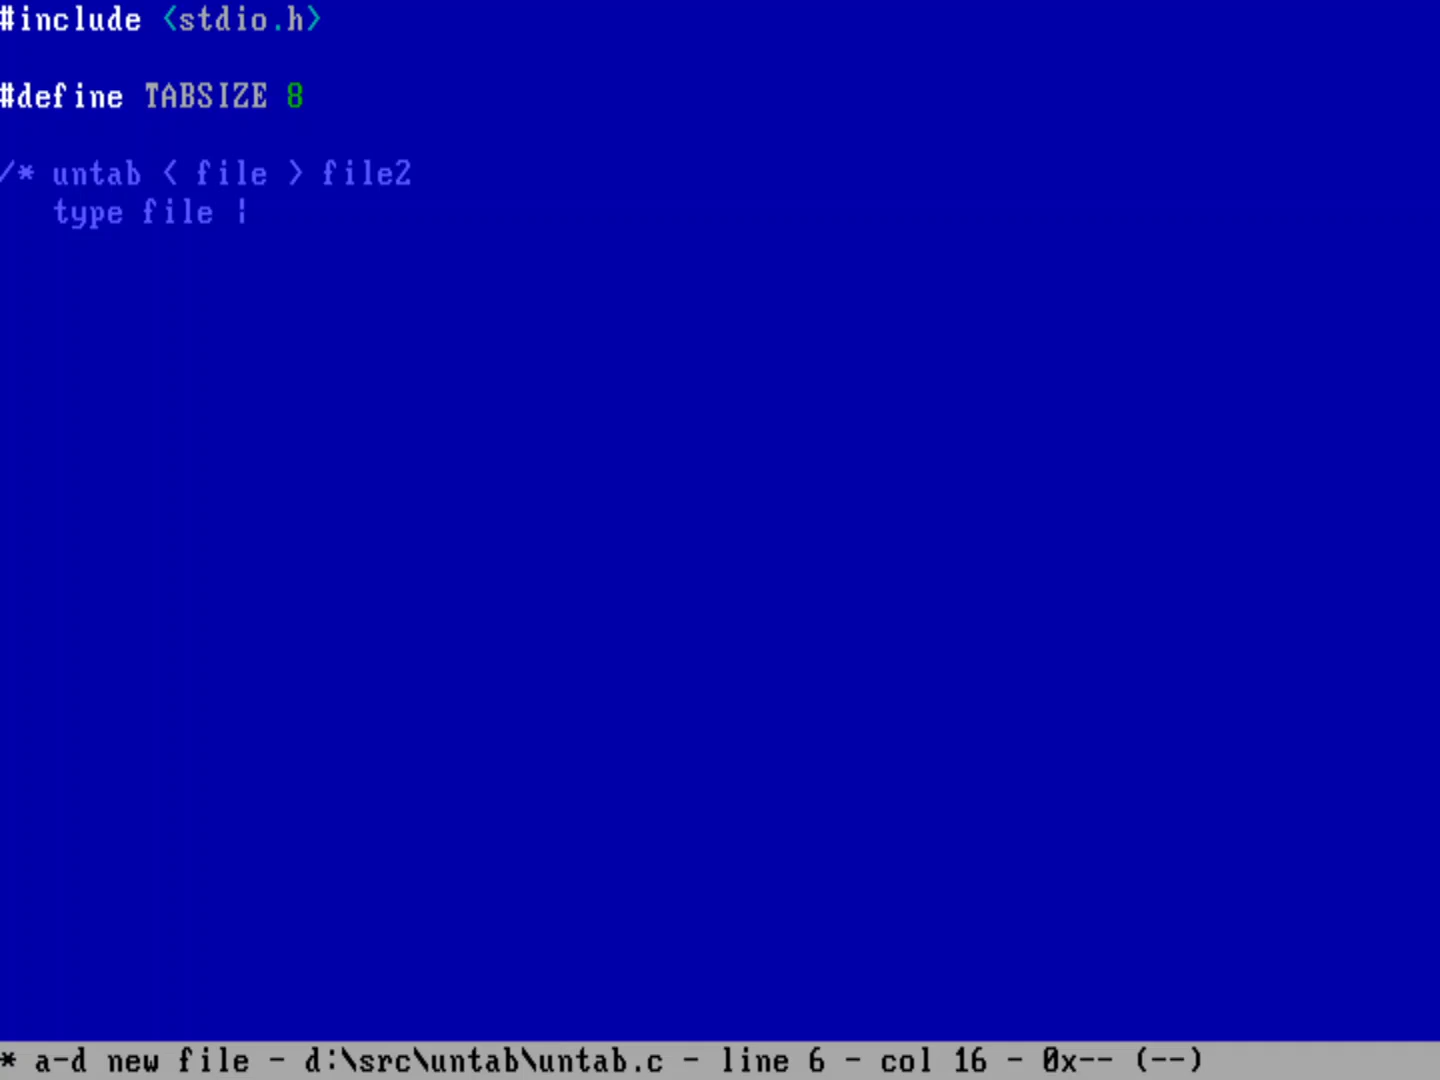 #include <stdio.h>
#define TABSIZE 8
/* untab < file > file2
type file |
* a-d new file - d:\src\untab\untab.c - line 6 - col 16 - 0x-- (--)